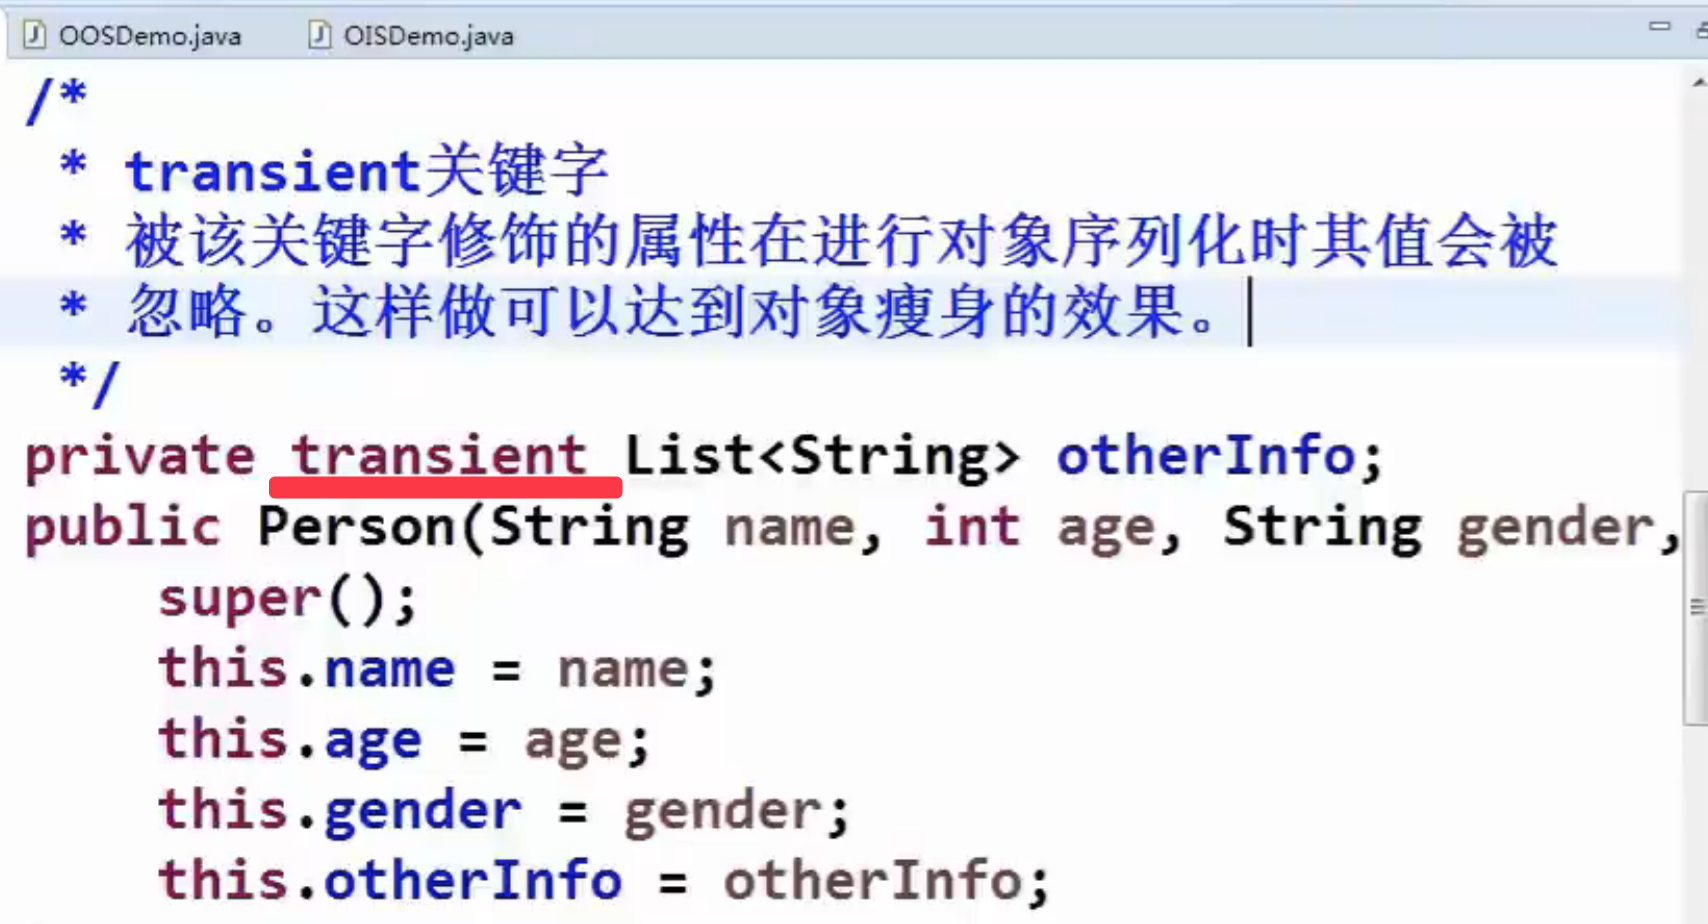 OOSDemo.java OISDemo.java
/*
* transient关键字
* 被该关键字修饰的属性在进行对象序列化时其值会被
* 忽略。这样做可以达到对象瘦身的效果。
*/
private transient List<String> otherInfo;
public Person(String name, int age, String gender,
super();
this.name = name;
this.age = age;
this.gender = gender;
this.otherInfo = otherInfo;